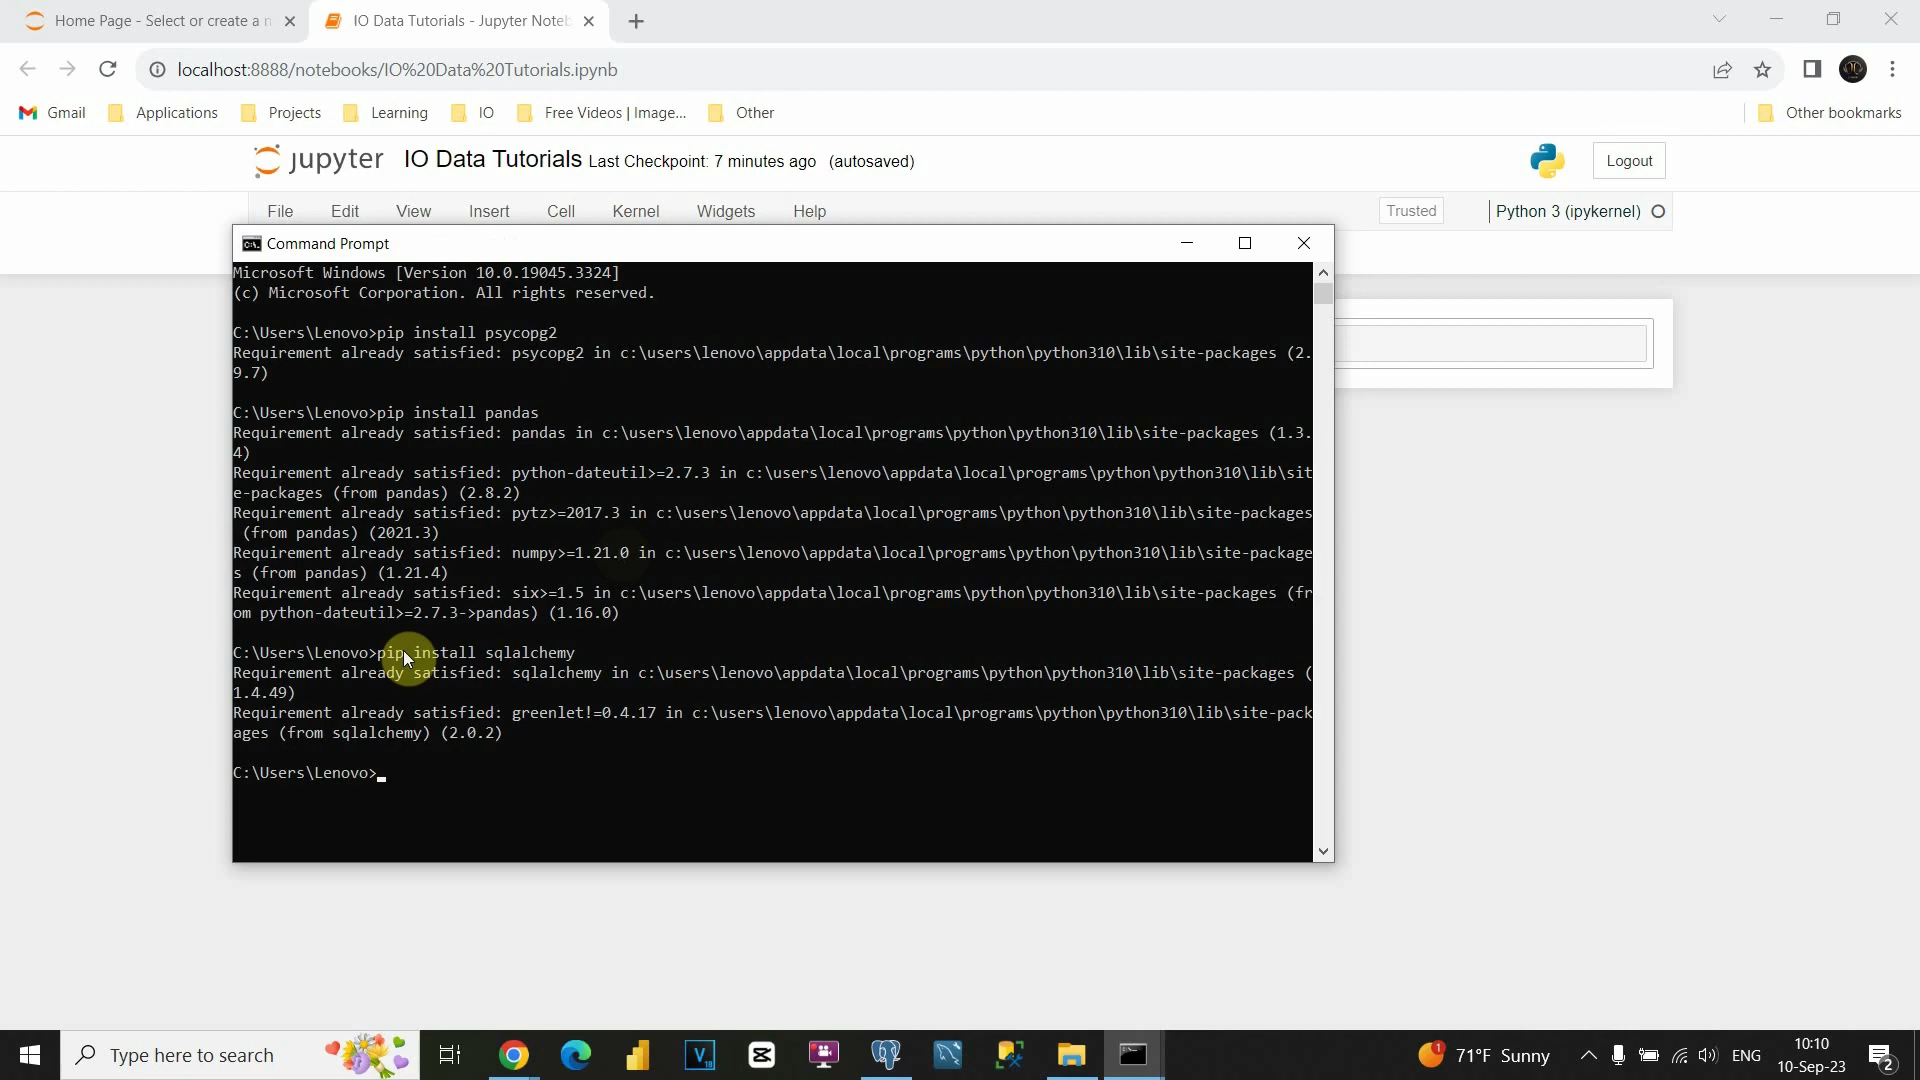 Home Page - Select or create a n
IO Data Tutorials - Jupyter Noteb
localhost:8888/notebooks/IO%20Data%20Tutorials.ipynb
Gmail Applications Projects Learning IO Free Videos | Image... Other Other bookmarks
jupyter IO Data Tutorials Last Checkpoint: 7 minutes ago (autosaved) Logout
File Edit View Insert Cell Kernel Widgets Help Trusted Python 3 (ipykernel)
Command Prompt
Microsoft Windows [Version 10.0.19045.3324]
(c) Microsoft Corporation. All rights reserved.
C:\Users\Lenovo>pip install psycopg2
Requirement already satisfied: psycopg2 in c:\users\lenovo\appdata\local\programs\python\python310\lib\site-packages (2.
9.7)
C:\Users\Lenovo>pip install pandas
Requirement already satisfied: pandas in c:\users\lenovo\appdata\local\programs\python\python310\lib\site-packages (1.3.
4)
Requirement already satisfied: python-dateutil>=2.7.3 in c:\users\lenovo\appdata\local\programs\python\python310\lib\sit
e-packages (from pandas) (2.8.2)
Requirement already satisfied: pytz>=2017.3 in c:\users\lenovo\appdata\local\programs\python\python310\lib\site-packages
 (from pandas) (2021.3)
Requirement already satisfied: numpy>=1.21.0 in c:\users\lenovo\appdata\local\programs\python\python310\lib\site-package
s (from pandas) (1.21.4)
Requirement already satisfied: six>=1.5 in c:\users\lenovo\appdata\local\programs\python\python310\lib\site-packages (fr
om python-dateutil>=2.7.3->pandas) (1.16.0)
C:\Users\Lenovo>pip install sqlalchemy
Requirement already satisfied: sqlalchemy in c:\users\lenovo\appdata\local\programs\python\python310\lib\site-packages (
1.4.49)
Requirement already satisfied: greenlet!=0.4.17 in c:\users\lenovo\appdata\local\programs\python\python310\lib\site-pack
ages (from sqlalchemy) (2.0.2)
C:\Users\Lenovo>
Type here to search
71°F Sunny
ENG
10:10
10-Sep-23
2